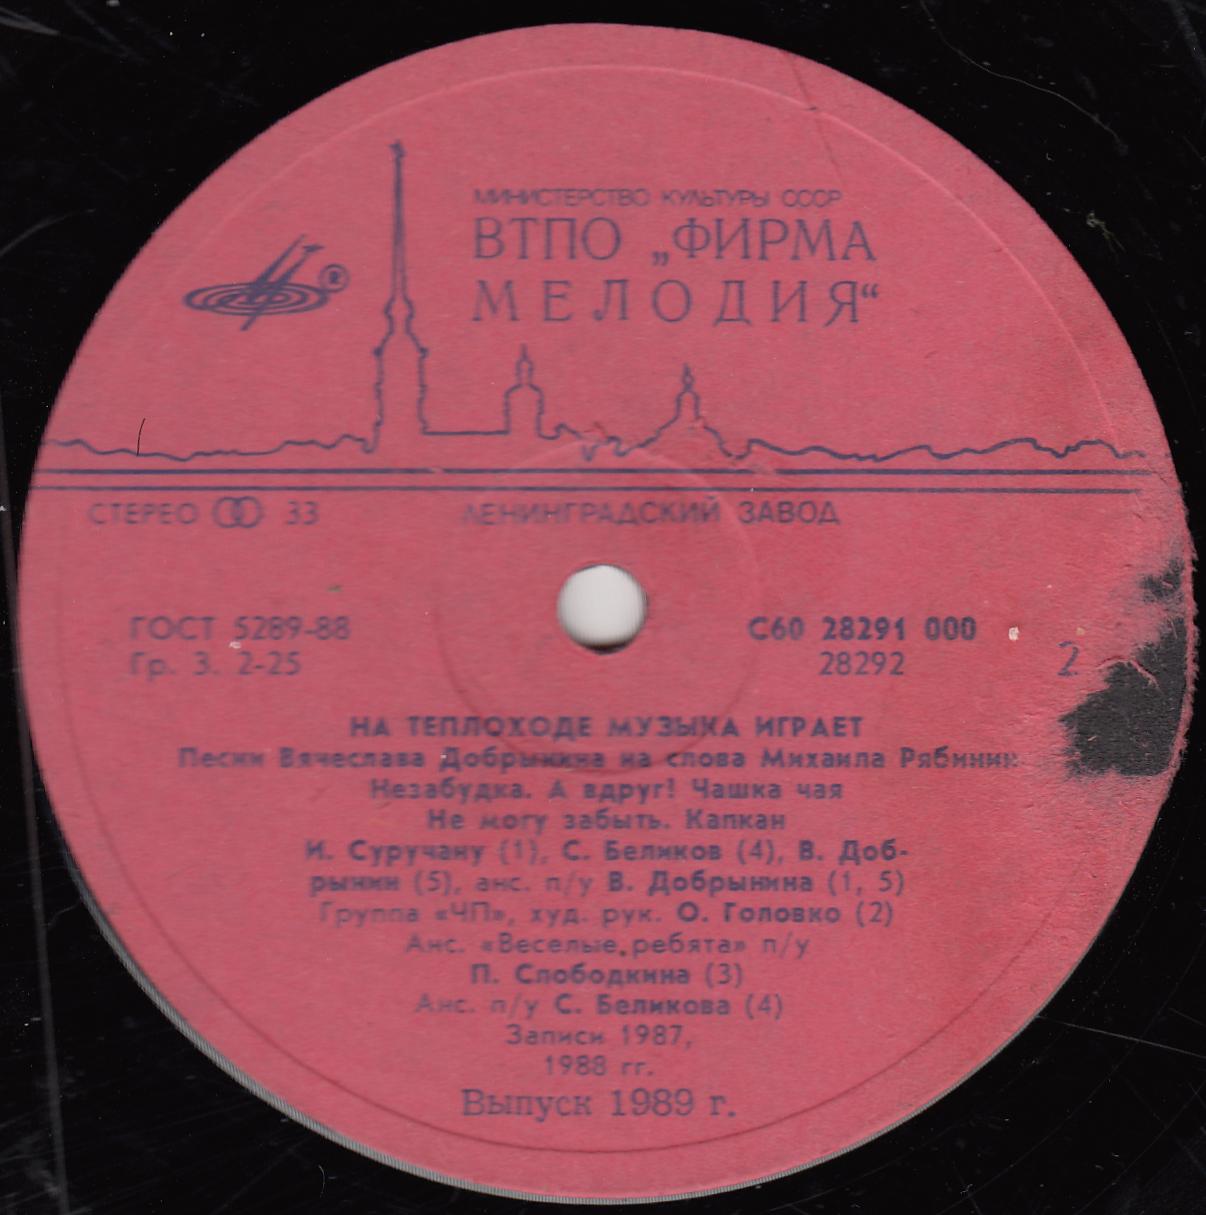 МИНИСТЕРСТВО КУЛЬТУРЫ СССР
ВТПО „ФИРМА
МЕЛОДИЯ“
®
СТЕРЕО 33
ЛЕНИНГРАДСКИЙ ЗАВОД
ГОСТ 5289-88
Гр. 3. 2-25
С60 28291 000
28292
2
НА ТЕПЛОХОДЕ МУЗЫКА ИГРАЕТ
Песни Вячеслава Добрынина на слова Михаила Рябинин
Незабудка. А вдруг! Чашка чая
Не могу забыть. Капкан
И. Суручану (1), С. Беликов (4), В. Доб-
рынин (5), анс. п/у В. Добрынина (1, 5)
Группа «ЧП», худ. рук. О. Головко (2)
Анс. «Веселые ребята» п/у
П. Слободкина (3)
Анс. п/у С. Беликова (4)
Записи 1987,
1988 гг.
Выпуск 1989 г.